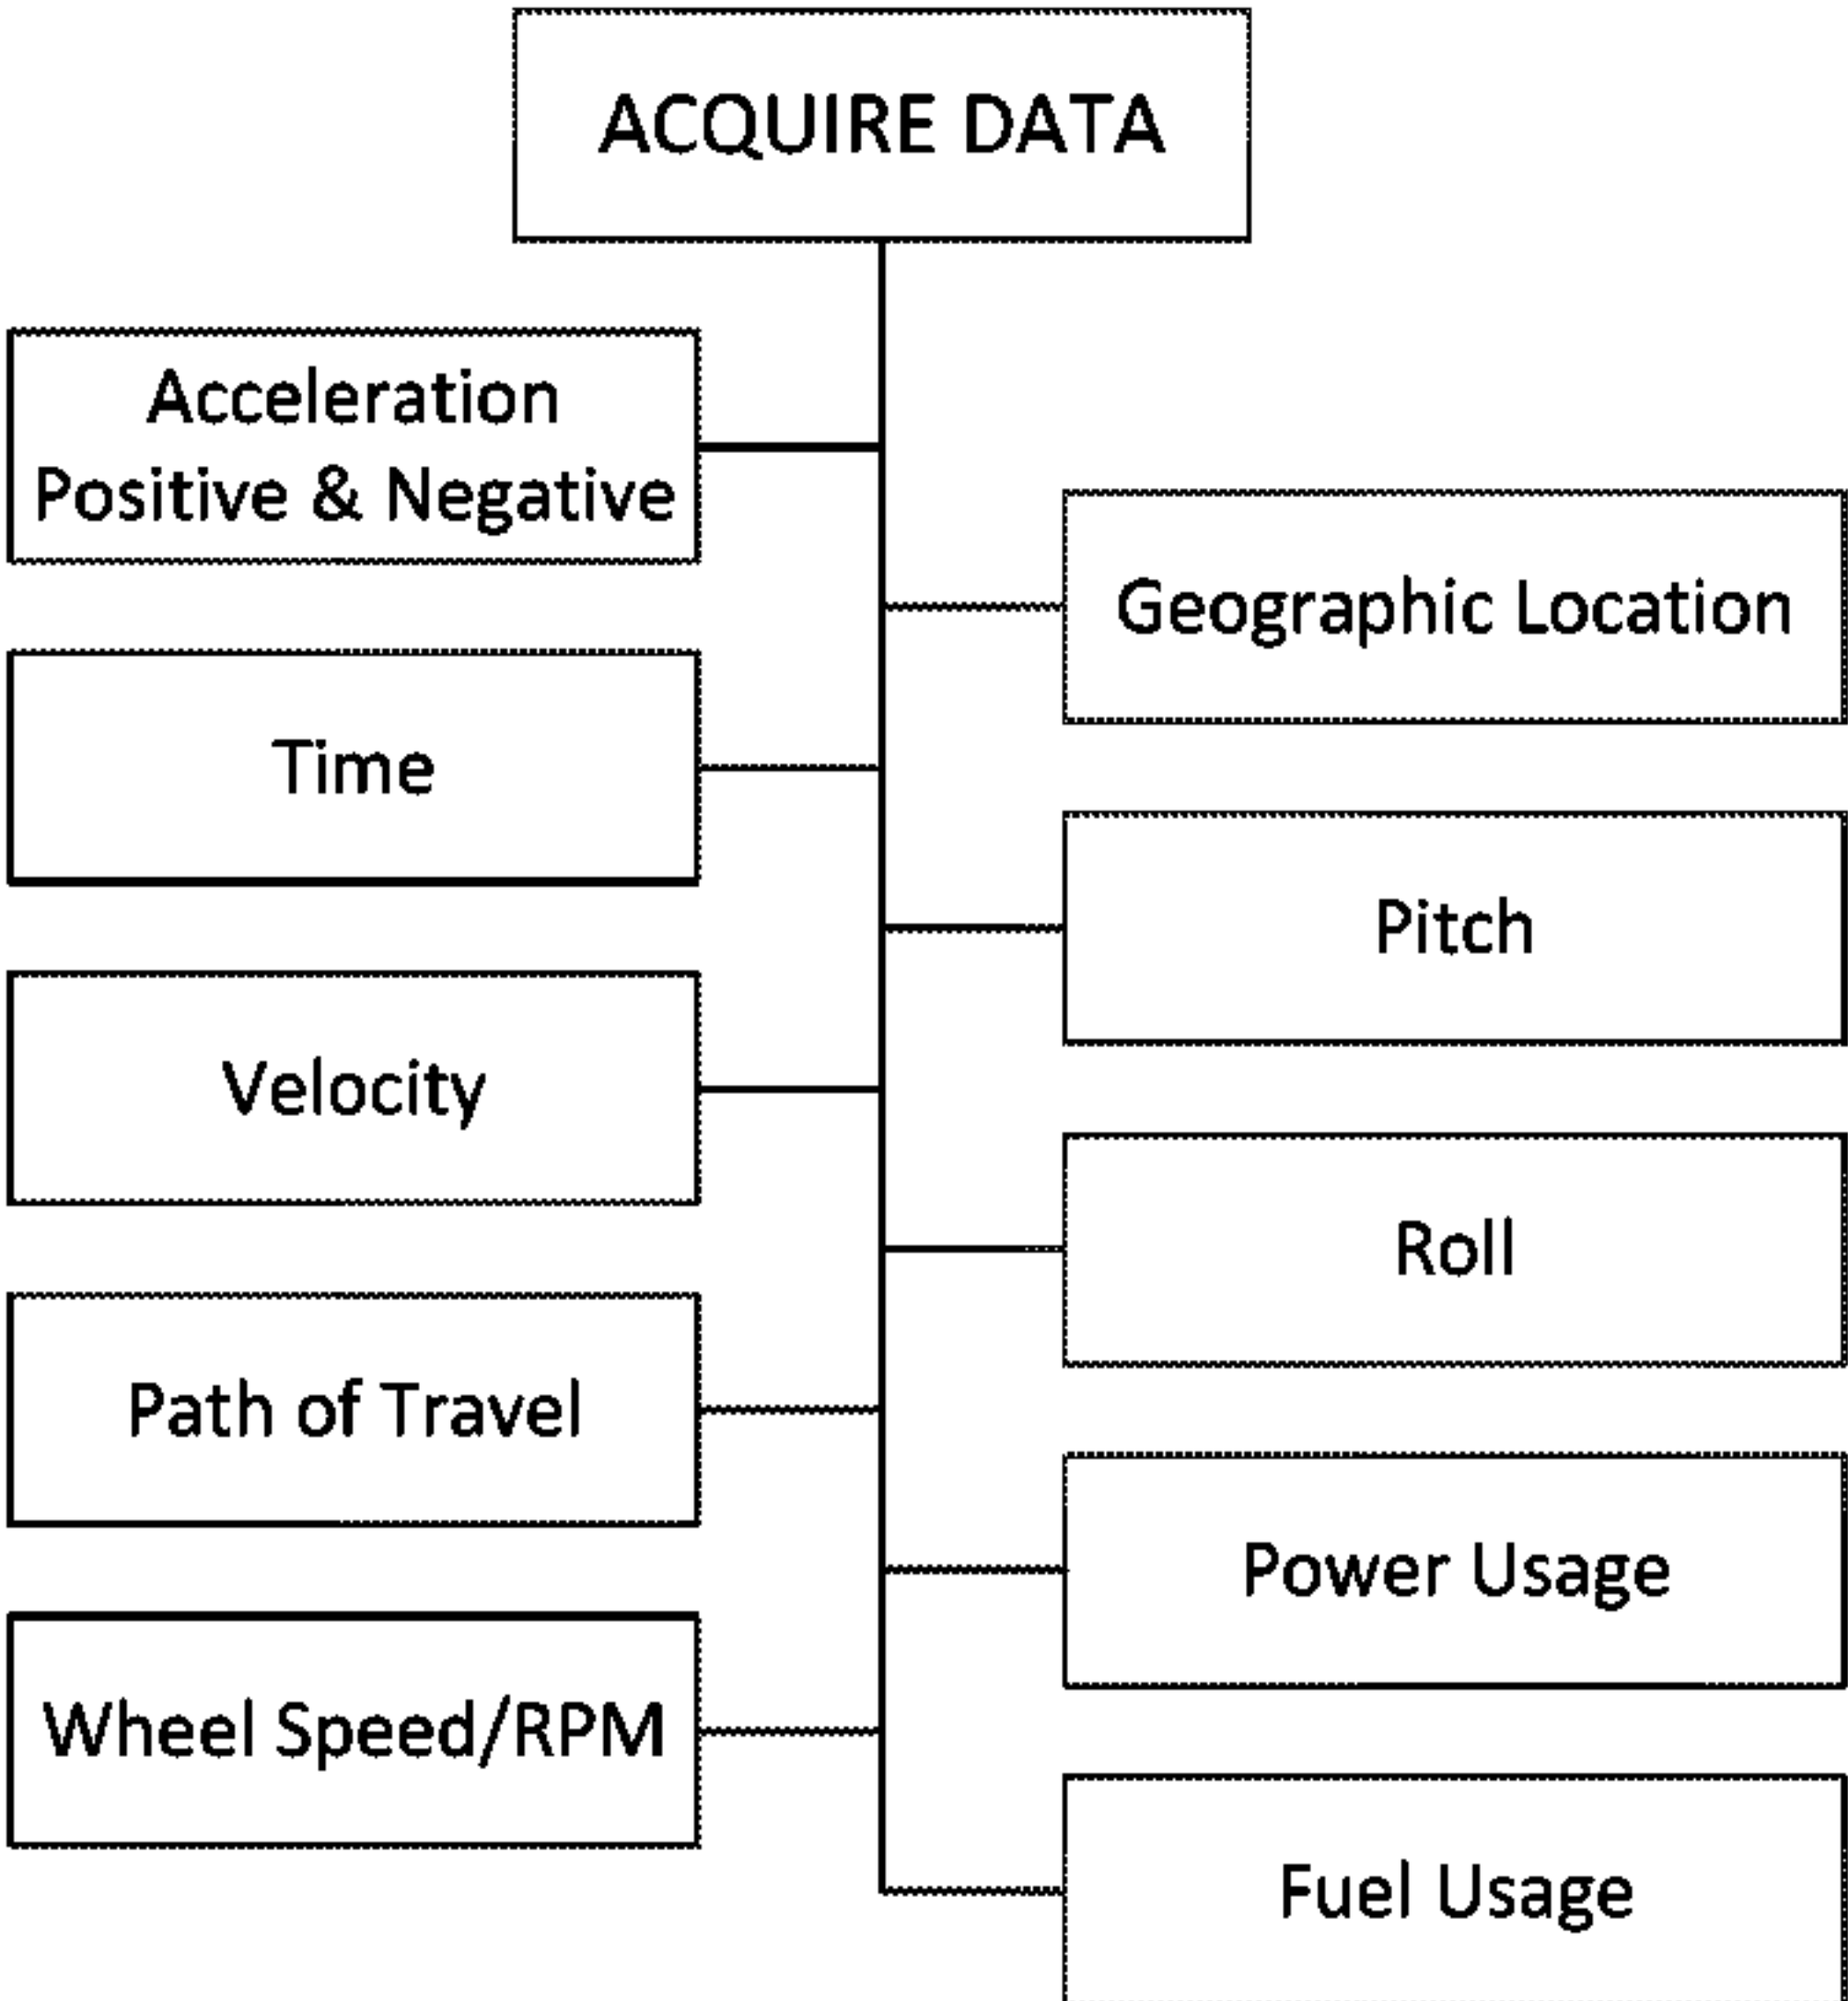 ACQUIRE DATA
Acceleration
Positive & Negative
Geographic Location
Time
Pitch
Velocity
Roll
Path of Travel
Power Usage
Wheel Speed/RPM
Fuel Usage